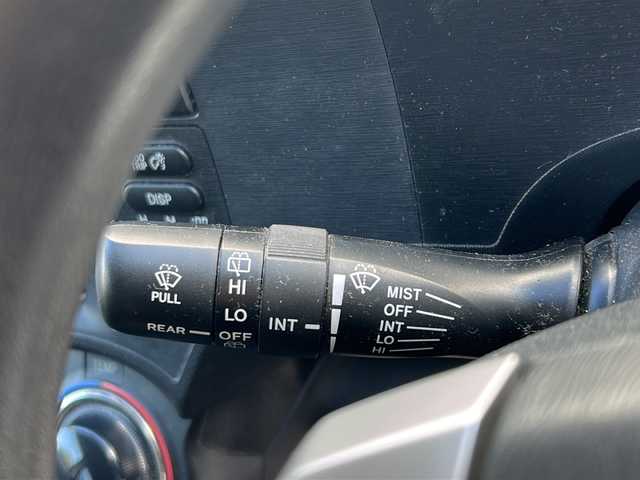 DISP
PULL
REAR
HI
LO
OFF
INT
MIST
OFF
INT
LO
HI